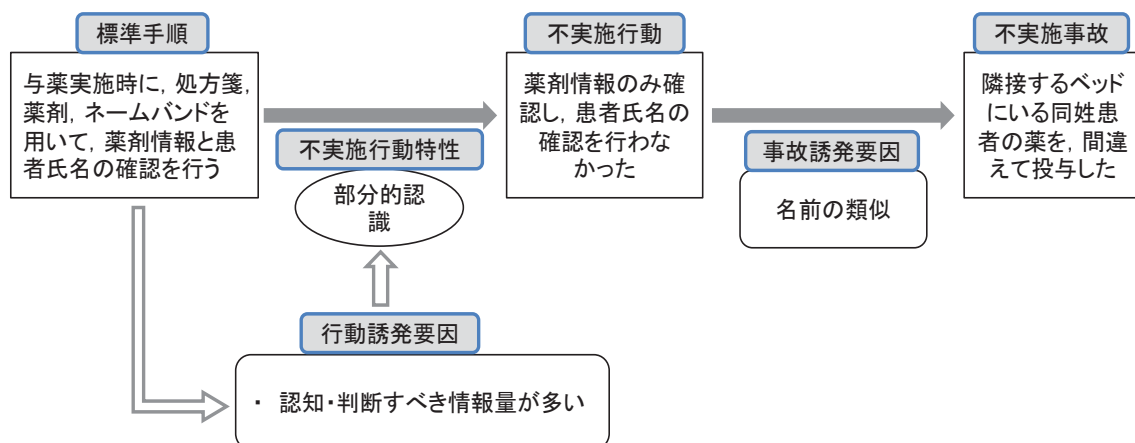 標準手順
与薬実施時に，処方箋，
薬剤，ネームバンドを
用いて，薬剤情報と患
者氏名の確認を行う
不実施行動特性
部分的認
識
行動誘発要因
・ 認知・判断すべき情報量が多い
不実施行動
薬剤情報のみ確
認し，患者氏名の
確認を行わな
かった
事故誘発要因
名前の類似
不実施事故
隣接するベッド
にいる同姓患
者の薬を，間違
えて投与した